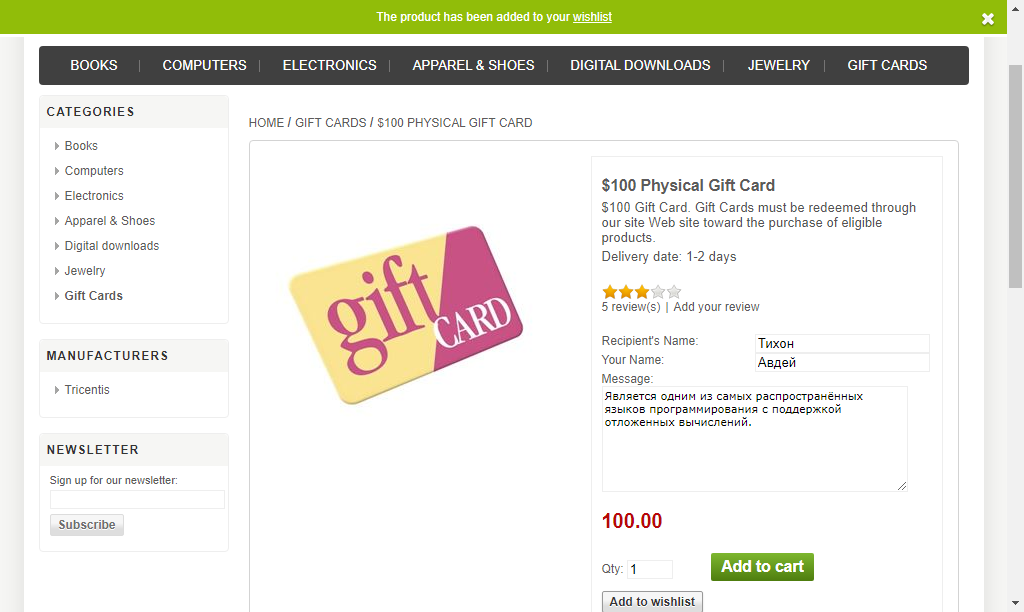 The product has been added to your wishlist
BOOKS
COMPUTERS
ELECTRONICS
APPAREL & SHOES
DIGITAL DOWNLOADS
JEWELRY
GIFT CARDS
CATEGORIES
Books
Computers
Electronics
Apparel & Shoes
Digital downloads
Jewelry
Gift Cards
MANUFACTURERS
Tricentis
NEWSLETTER
Sign up for our newsletter:
Subscribe
HOME / GIFT CARDS / $100 PHYSICAL GIFT CARD
gift
CARD
$100 Physical Gift Card
$100 Gift Card. Gift Cards must be redeemed through
our site Web site toward the purchase of eligible
products.
Delivery date: 1-2 days
5 review(s) | Add your review
Recipient's Name: Тихон
Your Name: Авдей
Message:
Является одним из самых распространённых
языков программирования с поддержкой
отложенных вычислений.
100.00
Qty: 1
Add to cart
Add to wishlist